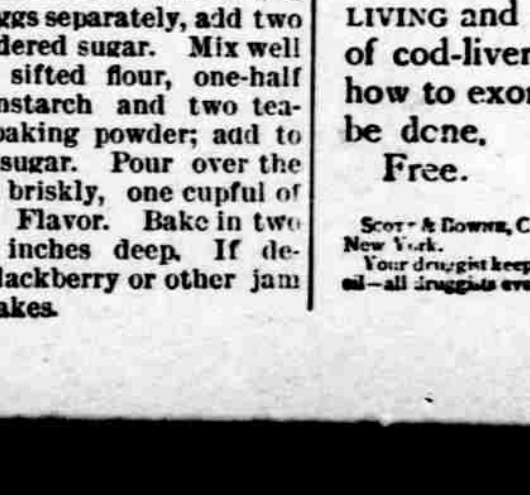 ggs separately, add two
dered sugar. Mix well
sifted flour, one-half
nstarch and two tea-
baking powder; add to
sugar. Pour over the
briskly, one cupful of
Flavor. Bake in two
inches deep. If de-
lackberry or other jam
akes.
LIVING and
of cod-liver
how to exor
be done.
Free.
SCOTT & BOWNE, C
New York.
Your druggist keep
oil—all druggists eve